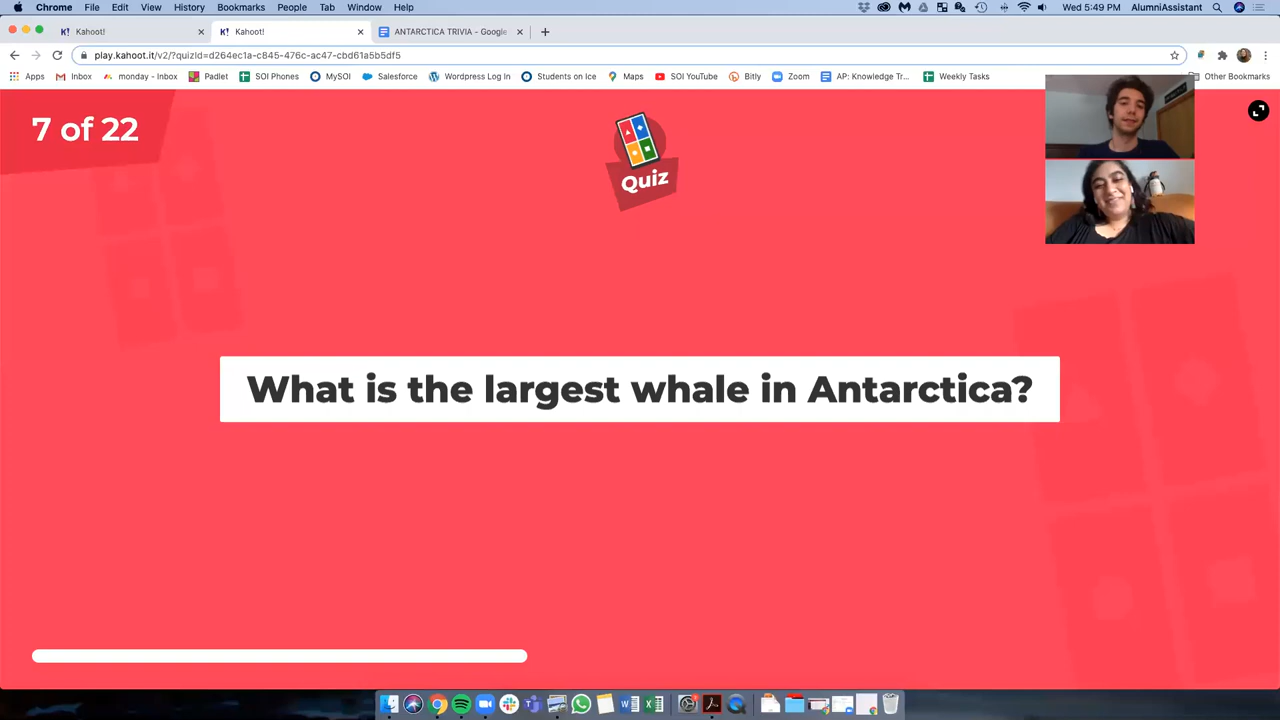 Chrome File Edit View History Bookmarks People Tab Window Help Wed 5:49 PM AlumniAssistant
Kahoot! Kahoot! ANTARCTICA TRIVIA - Google
play.kahoot.it/v2/?quizId=d264ec1a-c845-476c-ac47-cbd61a5b5df5
Apps Inbox monday - Inbox Padlet SOI Phones MySOI Salesforce Wordpress Log In Students on Ice Maps SOI YouTube Bitly Zoom AP: Knowledge Tr... Weekly Tasks Other Bookmarks
7 of 22
Quiz
What is the largest whale in Antarctica?